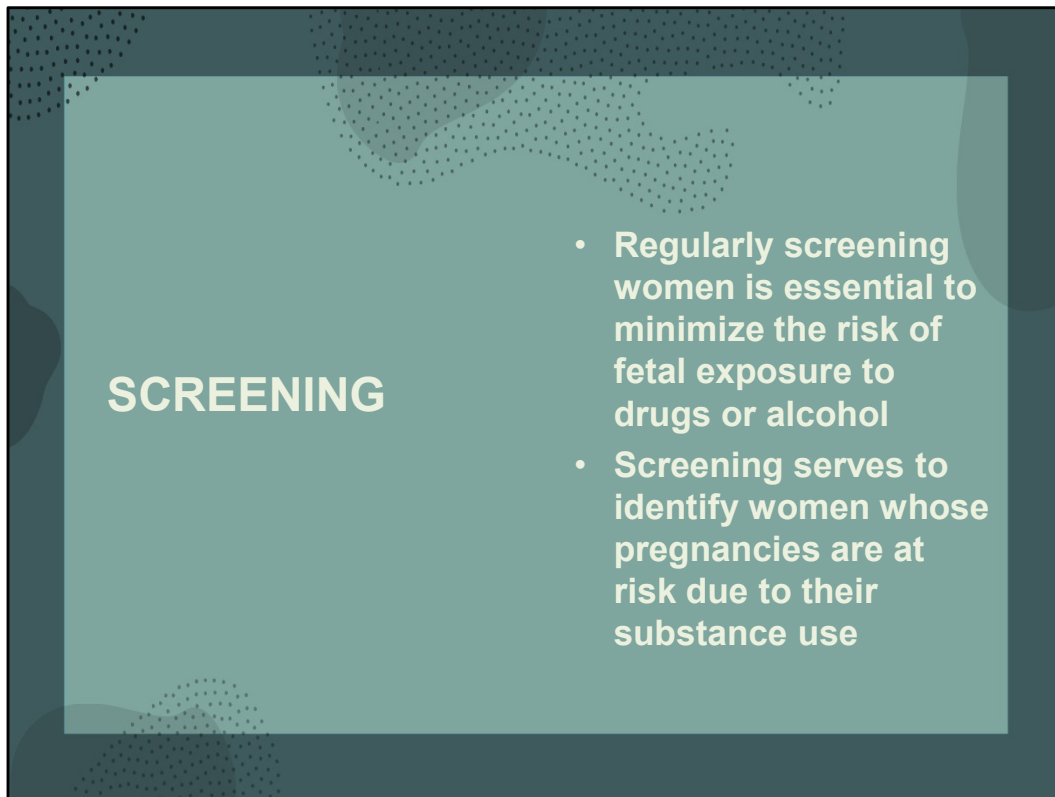 SCREENING
• Regularly screening
women is essential to
minimize the risk of
fetal exposure to
drugs or alcohol
• Screening serves to
identify women whose
pregnancies are at
risk due to their
substance use